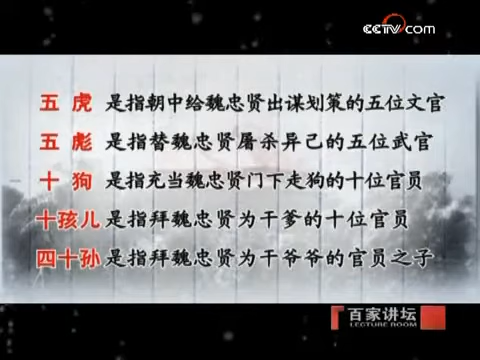 CCTV.com
五虎 是指朝中给魏忠贤出谋划策的五位文官
五彪 是指替魏忠贤屠杀异己的五位武官
十狗 是指充当魏忠贤门下走狗的十位官员
十孩儿 是指拜魏忠贤为干爹的十位官员
四十孙 是指拜魏忠贤为干爷爷的官员之子
百家讲坛
LECTURE ROOM